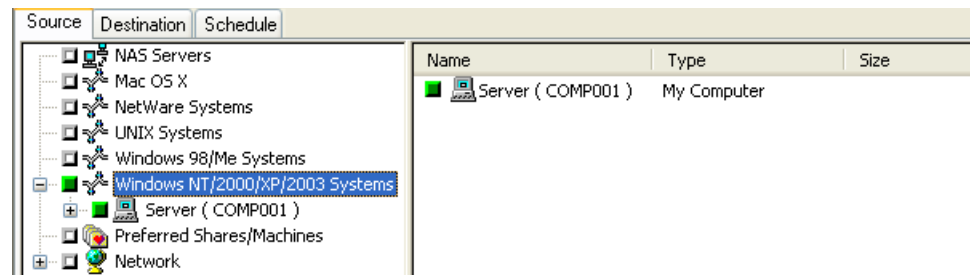 Source Destination Schedule
NAS Servers
Mac OS X
NetWare Systems
UNIX Systems
Windows 98/Me Systems
Windows NT/2000/XP/2003 Systems
Server ( COMP001 )
Preferred Shares/Machines
Network
Name Type Size
Server ( COMP001 ) My Computer